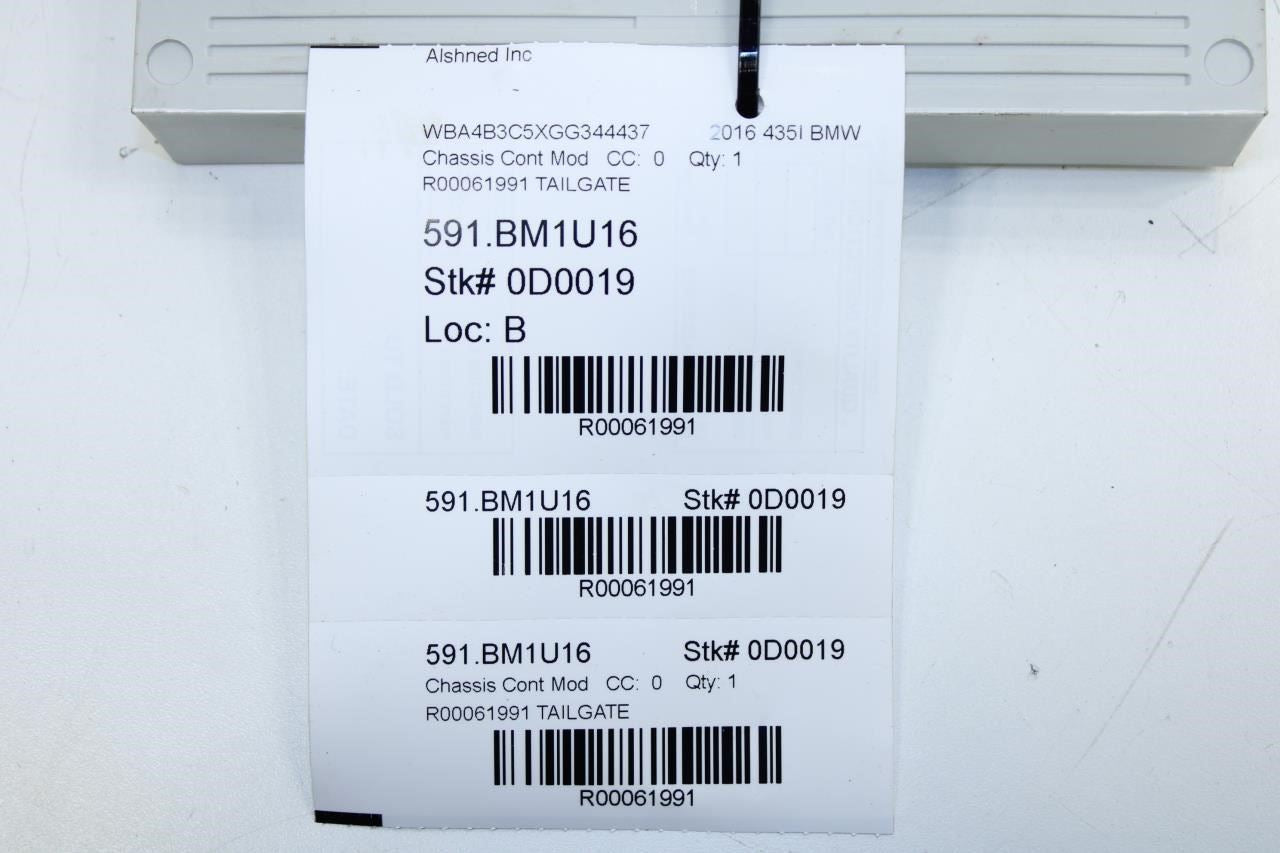 Alshned Inc
WBA4B3C5XGG344437 2016 435I BMW
Chassis Cont Mod CC: 0 Qty: 1
R00061991 TAILGATE
591.BM1U16
Stk# 0D0019
Loc: B
R00061991
591.BM1U16 Stk# 0D0019
R00061991
591.BM1U16 Stk# 0D0019
Chassis Cont Mod CC: 0 Qty: 1
R00061991 TAILGATE
R00061991